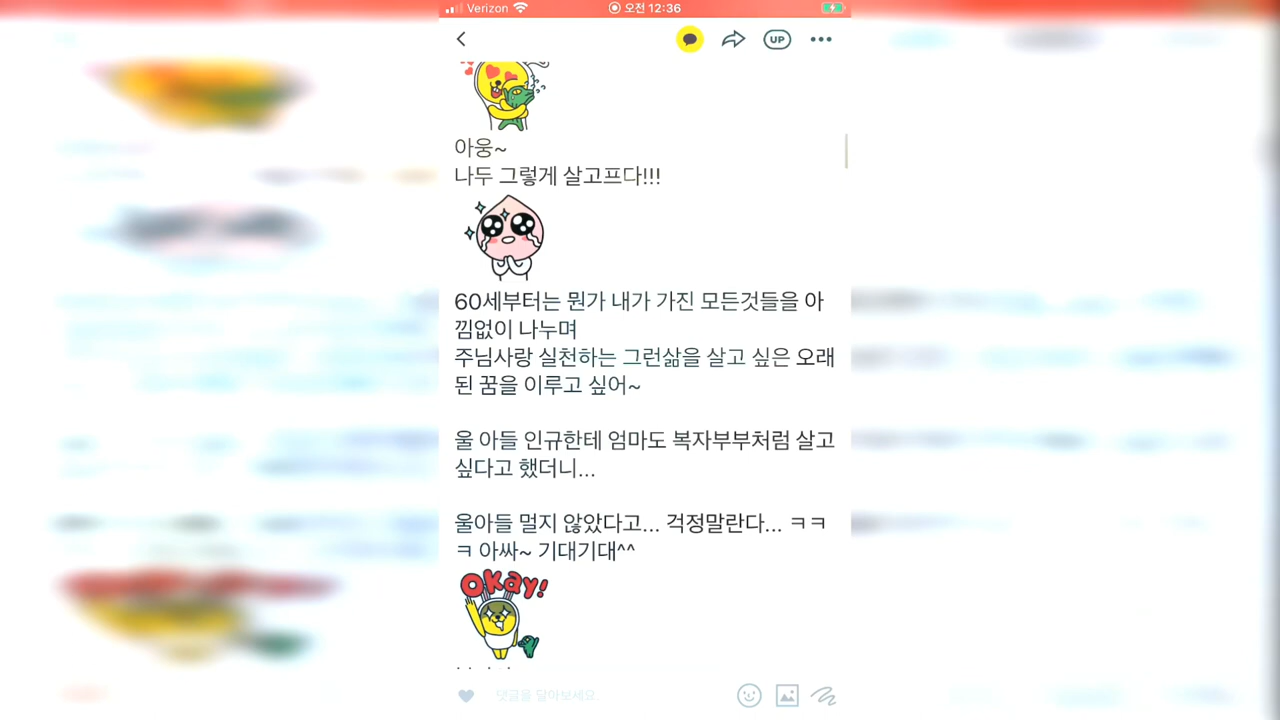 Verizon 오전 12:36
UP
아웅~
나두 그렇게 살고프다!!!
60세부터는 뭔가 내가 가진 모든것들을 아
낌없이 나누며
주님사랑 실천하는 그런삶을 살고 싶은 오래
된 꿈을 이루고 싶어~
울 아들 인규한테 엄마도 복자부부처럼 살고
싶다고 했더니...
울아들 멀지 않았다고... 걱정말란다... ㅋㅋ
ㅋ 아싸~ 기대기대^^
Okay!
댓글을 달아보세요.